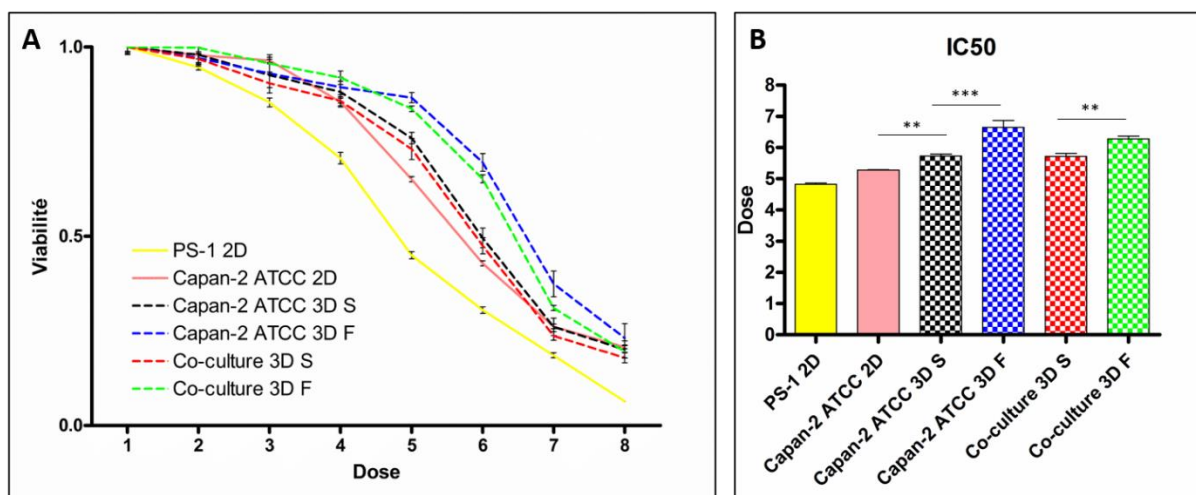 A
Viabilité
1.0
0.5
0.0
PS-1 2D
Capan-2 ATCC 2D
Capan-2 ATCC 3D S
Capan-2 ATCC 3D F
Co-culture 3D S
Co-culture 3D F
1 2 3 4 5 6 7 8
Dose
B
IC50
Dose
8
7
6
5
4
3
2
1
0
** *** **
PS-1 2D
Capan-2 ATCC 2D
Capan-2 ATCC 3D S
Capan-2 ATCC 3D F
Co-culture 3D S
Co-culture 3D F